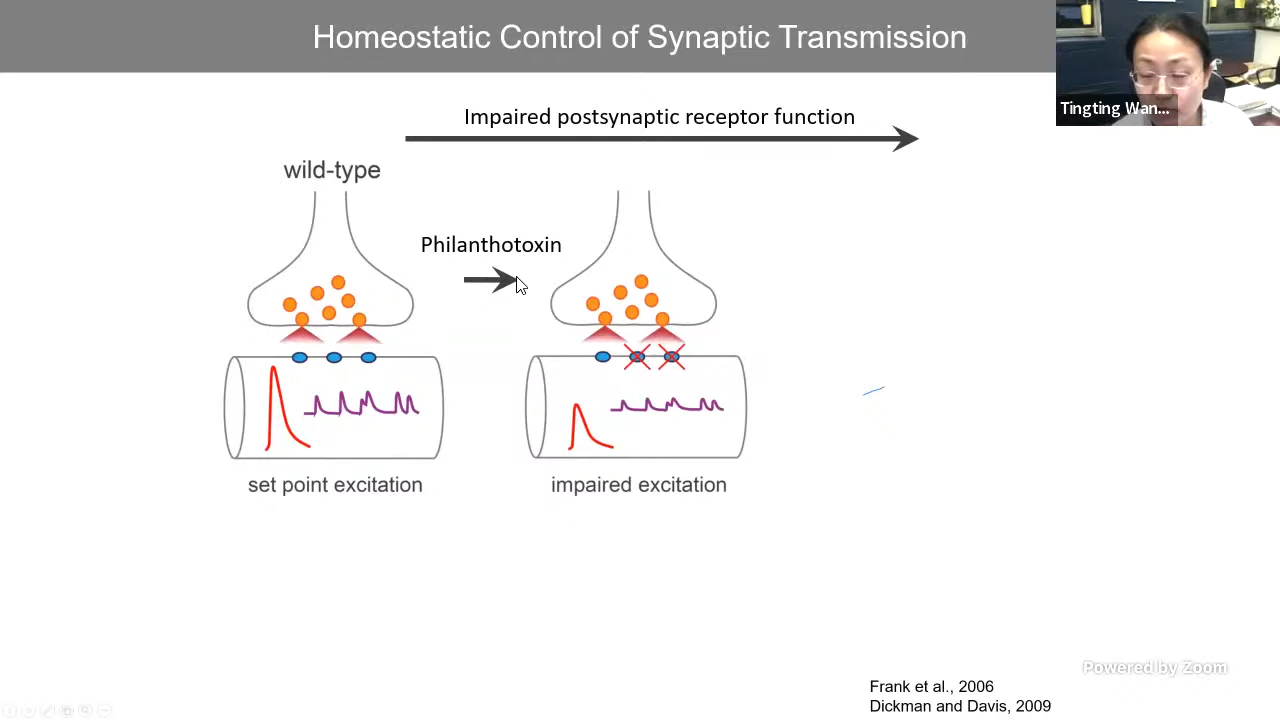 Homeostatic Control of Synaptic Transmission
Tingting Wan...
Impaired postsynaptic receptor function
wild-type
Philanthotoxin
set point excitation
impaired excitation
Powered by Zoom
Frank et al., 2006
Dickman and Davis, 2009